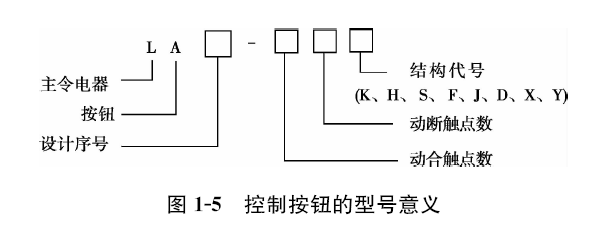 L A □ - □ □ □
主令电器
结构代号
(K、H、S、F、J、D、X、Y)
按钮
动断触点数
设计序号
动合触点数
图 1-5 控制按钮的型号意义